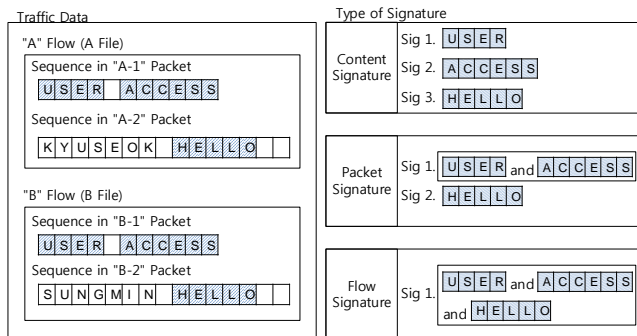 Traffic Data
"A" Flow (A File)
Sequence in "A-1" Packet
USER ACCESS
Sequence in "A-2" Packet
KYUSEOK HELLO
"B" Flow (B File)
Sequence in "B-1" Packet
USER ACCESS
Sequence in "B-2" Packet
SUNGMIN HELLO
Type of Signature
Content
Signature
Sig 1. USER
Sig 2. ACCESS
Sig 3. HELLO
Packet
Signature
Sig 1. USER and ACCESS
Sig 2. HELLO
Flow
Signature
Sig 1. USER and ACCESS
and HELLO